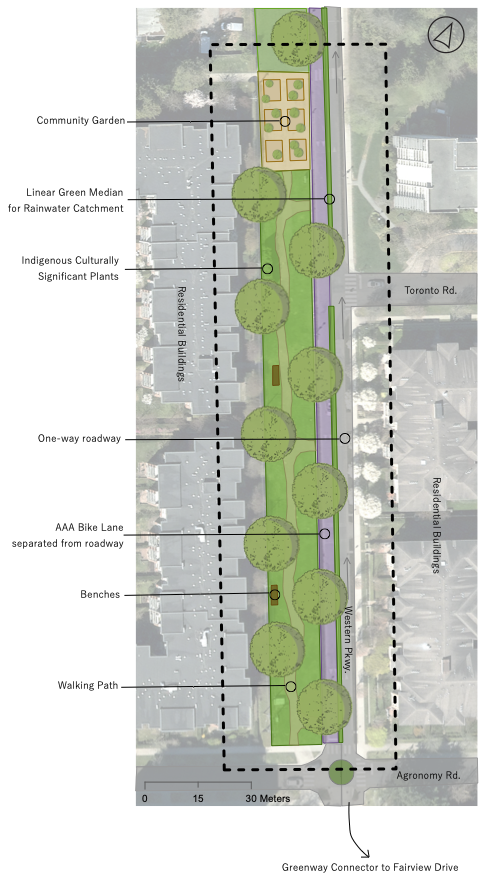 Community Garden
Linear Green Median
for Rainwater Catchment
Indigenous Culturally
Significant Plants
Residential Buildings
Toronto Rd.
One-way roadway
Residential Buildings
AAA Bike Lane
separated from roadway
Benches
Western Pkwy.
Walking Path
Agronomy Rd.
0 15 30 Meters
Greenway Connector to Fairview Drive